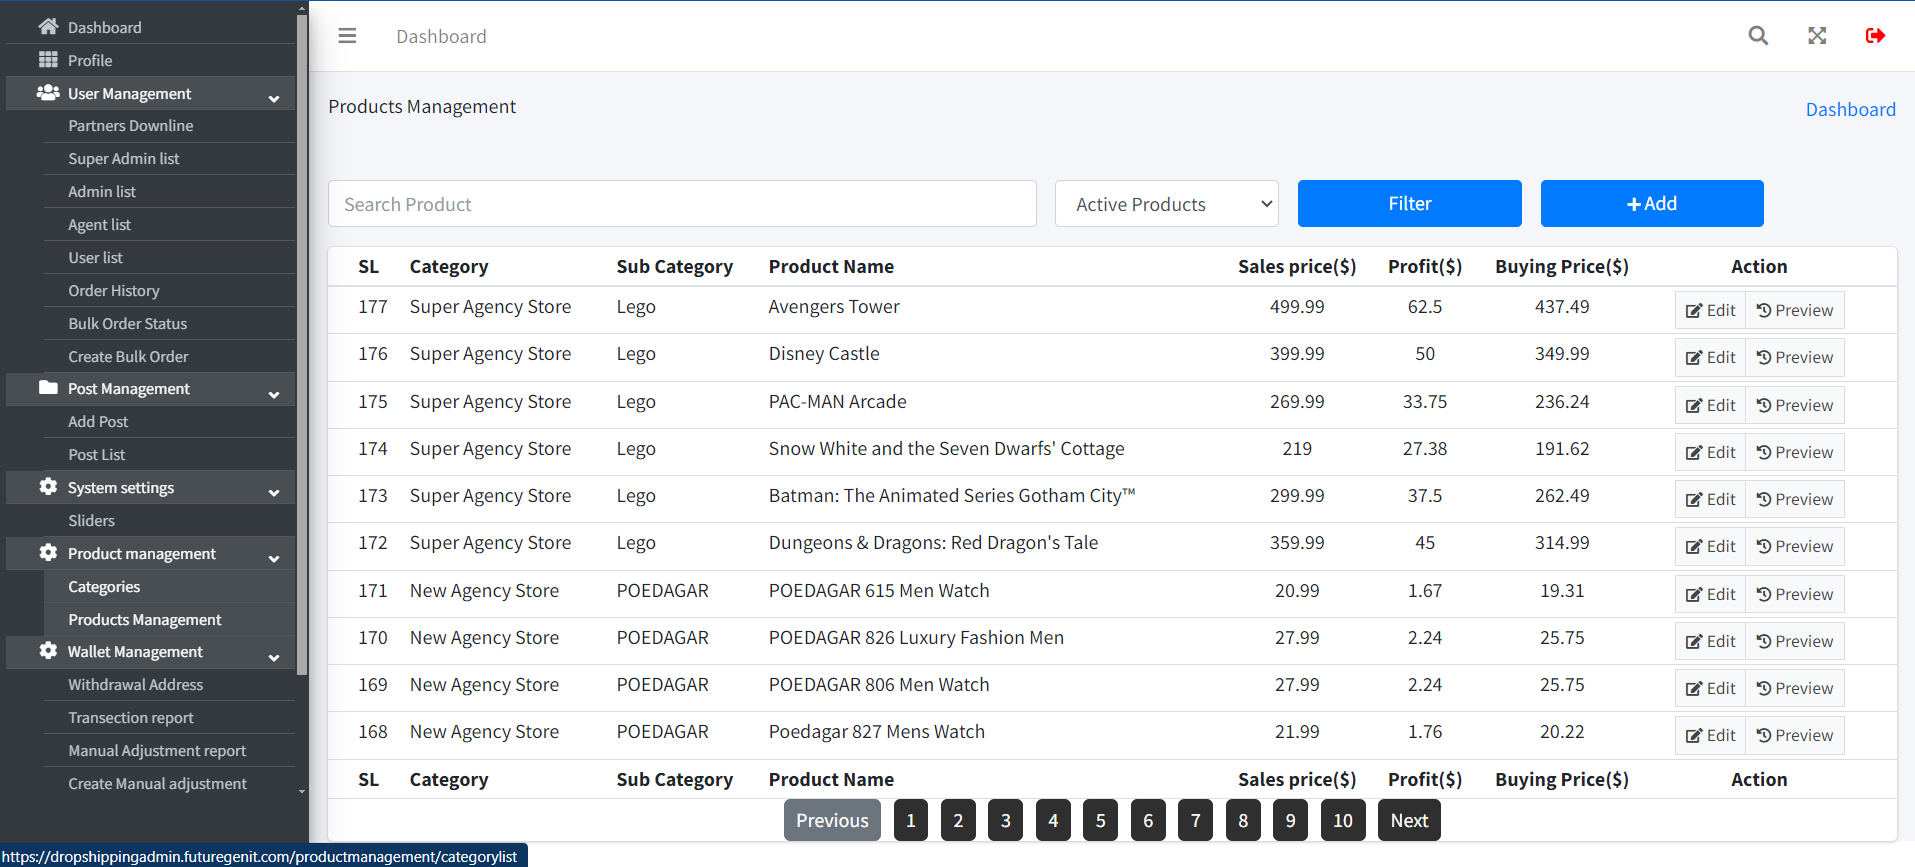 Dashboard
Profile
User Management
Partners Downline
Super Admin list
Admin list
Agent list
User list
Order History
Bulk Order Status
Create Bulk Order
Post Management
Add Post
Post List
System settings
Sliders
Product management
Categories
Products Management
Wallet Management
Withdrawal Address
Transection report
Manual Adjustment report
Create Manual adjustment
Dashboard
Products Management
Dashboard
Search Product
Active Products
Filter
Add
SL Category Sub Category Product Name Sales price($) Profit($) Buying Price($) Action
177 Super Agency Store Lego Avengers Tower 499.99 62.5 437.49 Edit Preview
176 Super Agency Store Lego Disney Castle 399.99 50 349.99 Edit Preview
175 Super Agency Store Lego PAC-MAN Arcade 269.99 33.75 236.24 Edit Preview
174 Super Agency Store Lego Snow White and the Seven Dwarfs' Cottage 219 27.38 191.62 Edit Preview
173 Super Agency Store Lego Batman: The Animated Series Gotham City™ 299.99 37.5 262.49 Edit Preview
172 Super Agency Store Lego Dungeons & Dragons: Red Dragon's Tale 359.99 45 314.99 Edit Preview
171 New Agency Store POEDAGAR POEDAGAR 615 Men Watch 20.99 1.67 19.31 Edit Preview
170 New Agency Store POEDAGAR POEDAGAR 826 Luxury Fashion Men 27.99 2.24 25.75 Edit Preview
169 New Agency Store POEDAGAR POEDAGAR 806 Men Watch 27.99 2.24 25.75 Edit Preview
168 New Agency Store POEDAGAR Poedagar 827 Mens Watch 21.99 1.76 20.22 Edit Preview
SL Category Sub Category Product Name Sales price($) Profit($) Buying Price($) Action
Previous 1 2 3 4 5 6 7 8 9 10 Next
https://dropshippingadmin.futuregenit.com/productmanagement/categorylist